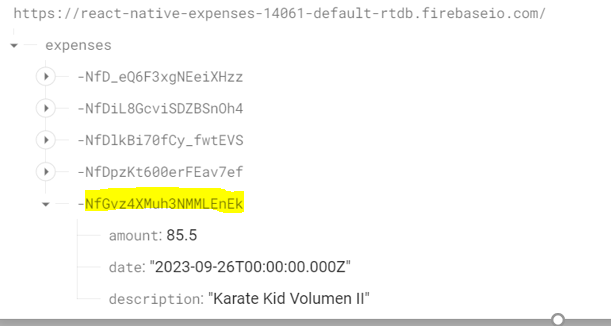 https://react-native-expenses-14061-default-rtdb.firebaseio.com/
expenses
-NfD_eQ6F3xgNEeiXHzz
-NfDiL8GcviSDZBSnOh4
-NfDlkBi70fCy_fwtEVS
-NfDpzKt600erFEav7ef
-NfGvz4XMuh3NMMLEnEk
amount: 85.5
date: "2023-09-26T00:00:00.000Z"
description: "Karate Kid Volumen II"